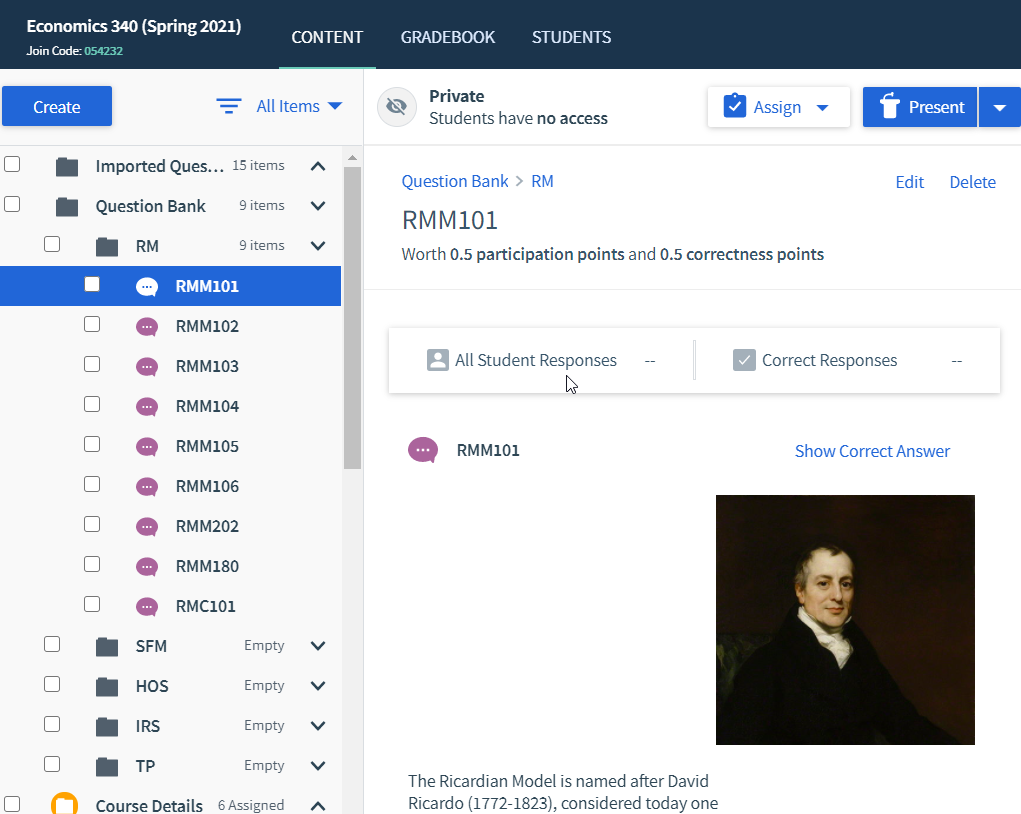 Economics 340 (Spring 2021)
Join Code: 054232
CONTENT GRADEBOOK STUDENTS
Create
All Items
Private
Students have no access
Assign
Present
Imported Ques... 15 items
Question Bank 9 items
RM 9 items
RMM101
RMM102
RMM103
RMM104
RMM105
RMM106
RMM202
RMM180
RMC101
SFM Empty
HOS Empty
IRS Empty
TP Empty
Course Details 6 Assigned
Question Bank > RM
Edit Delete
RMM101
Worth 0.5 participation points and 0.5 correctness points
All Student Responses --
Correct Responses --
RMM101
Show Correct Answer
The Ricardian Model is named after David
Ricardo (1772-1823), considered today one